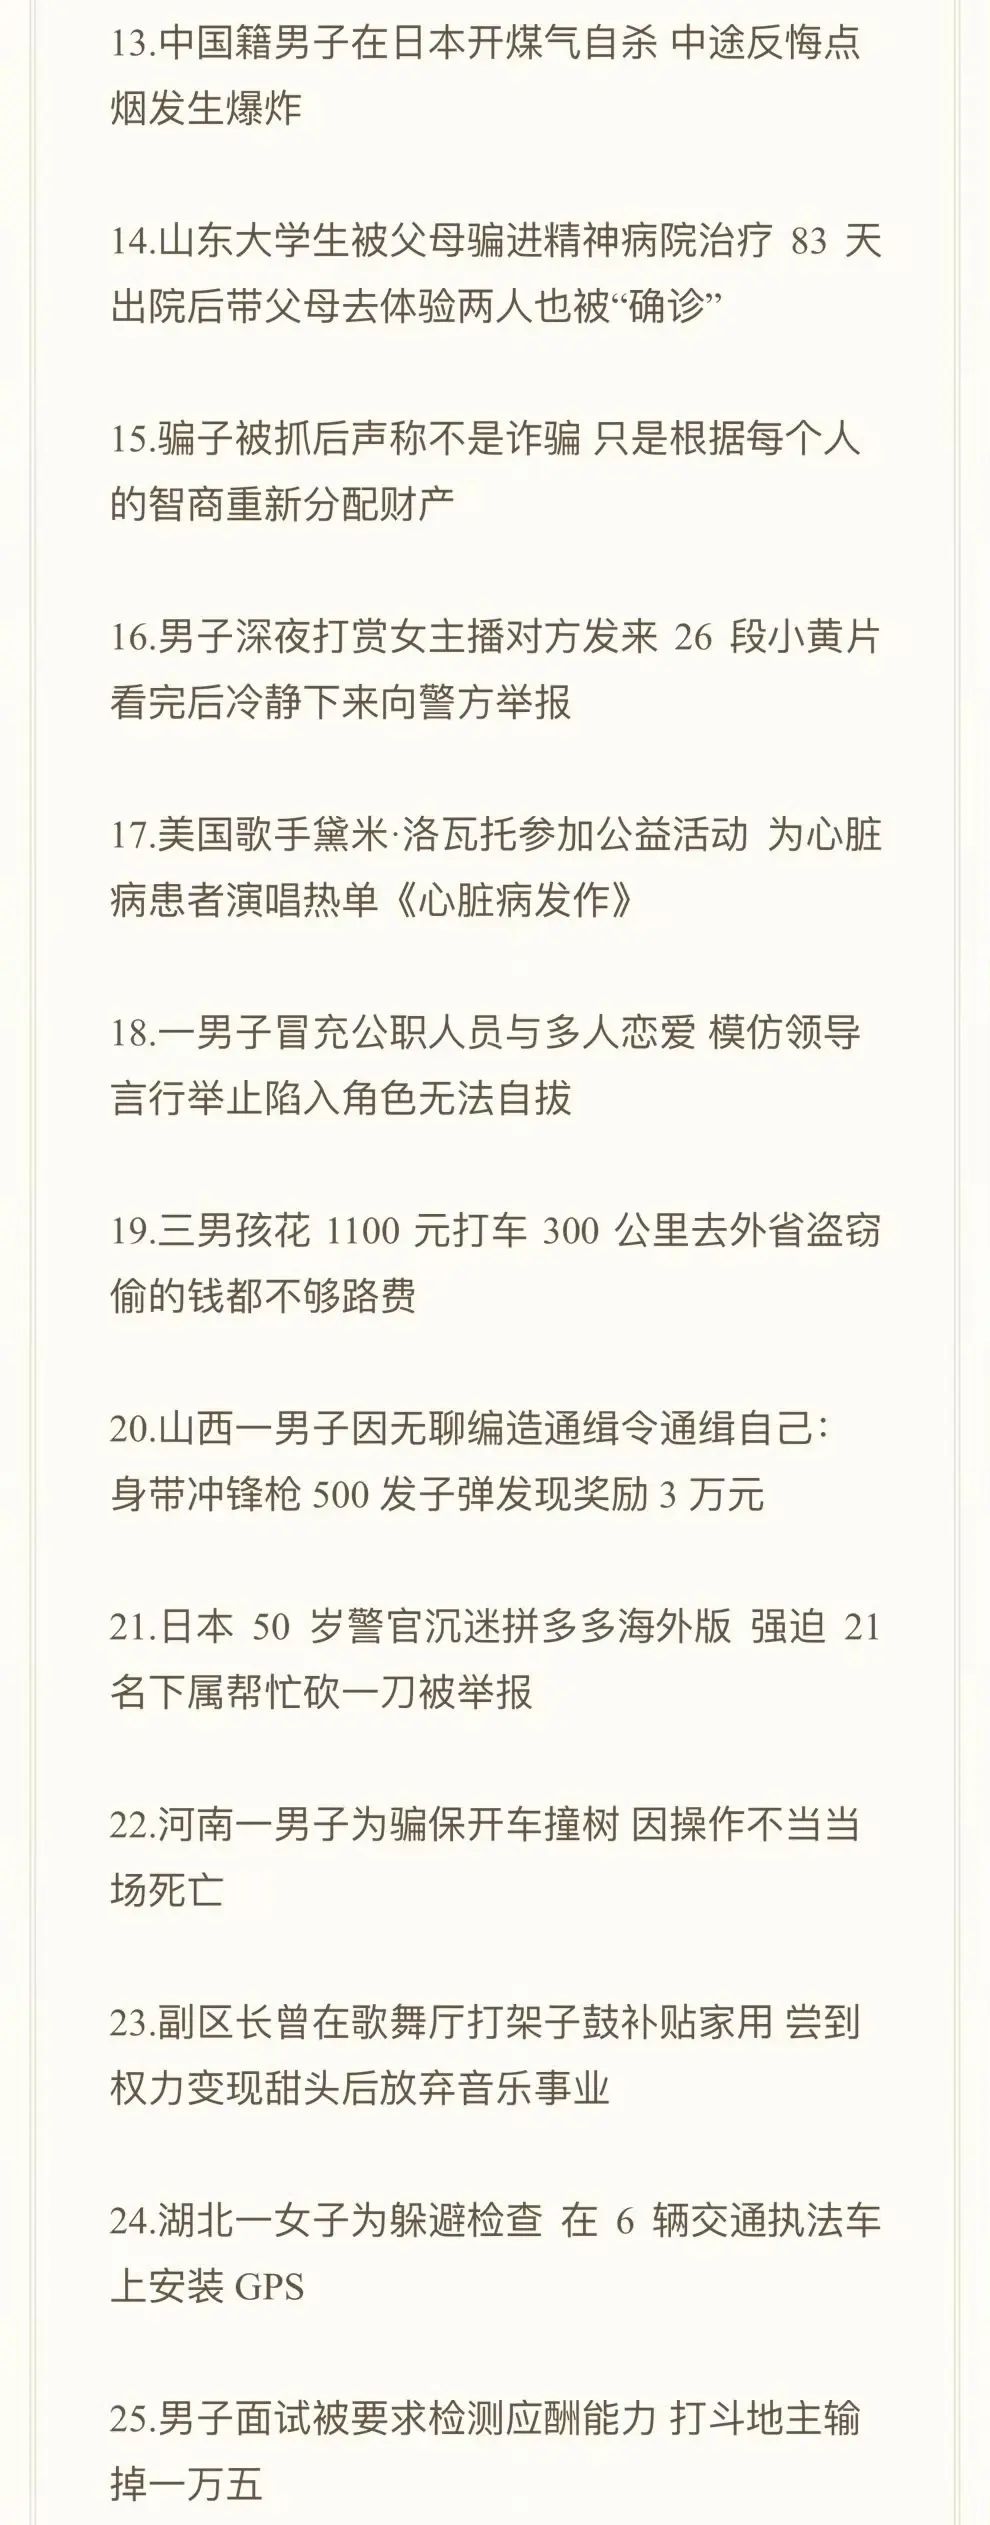 13.中国籍男子在日本开煤气自杀 中途反悔点
烟发生爆炸
14.山东大学生被父母骗进精神病院治疗 83 天
出院后带父母去体验两人也被“确诊”
15.骗子被抓后声称不是诈骗 只是根据每个人
的智商重新分配财产
16.男子深夜打赏女主播对方发来 26 段小黄片
看完后冷静下来向警方举报
17.美国歌手黛米·洛瓦托参加公益活动 为心脏
病患者演唱热单《心脏病发作》
18.一男子冒充公职人员与多人恋爱 模仿领导
言行举止陷入角色无法自拔
19.三男孩花 1100 元打车 300 公里去外省盗窃
偷的钱都不够路费
20.山西一男子因无聊编造通缉令通缉自己：
身带冲锋枪 500 发子弹发现奖励 3 万元
21.日本 50 岁警官沉迷拼多多海外版 强迫 21
名下属帮忙砍一刀被举报
22.河南一男子为骗保开车撞树 因操作不当当
场死亡
23.副区长曾在歌舞厅打架子鼓补贴家用 尝到
权力变现甜头后放弃音乐事业
24.湖北一女子为躲避检查 在 6 辆交通执法车
上安装 GPS
25.男子面试被要求检测应酬能力 打斗地主输
掉一万五